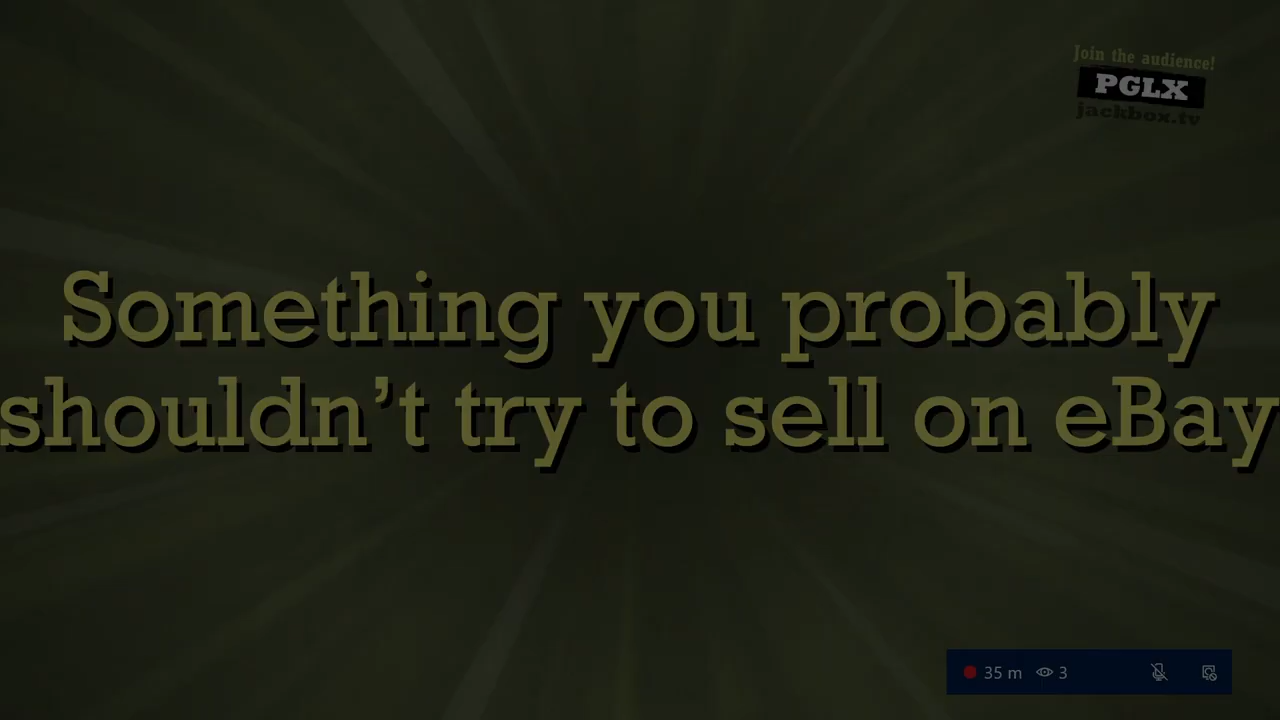 Join the audience!
PGLX
jackbox.tv
Something you probably
shouldn’t try to sell on eBay
35 m 3